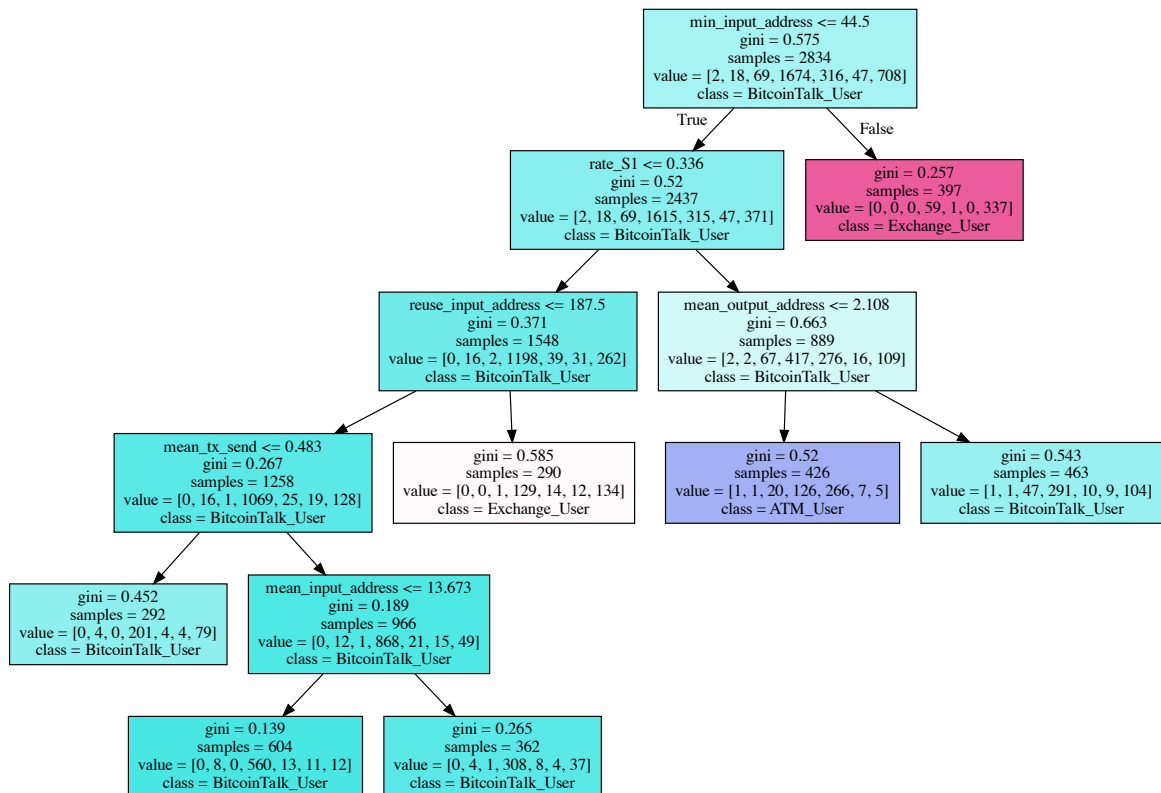 min_input_address <= 44.5
gini = 0.575
samples = 2834
value = [2, 18, 69, 1674, 316, 47, 708]
class = BitcoinTalk_User
True
False
rate_S1 <= 0.336
gini = 0.52
samples = 2437
value = [2, 18, 69, 1615, 315, 47, 371]
class = BitcoinTalk_User
gini = 0.257
samples = 397
value = [0, 0, 0, 59, 1, 0, 337]
class = Exchange_User
reuse_input_address <= 187.5
gini = 0.371
samples = 1548
value = [0, 16, 2, 1198, 39, 31, 262]
class = BitcoinTalk_User
mean_output_address <= 2.108
gini = 0.663
samples = 889
value = [2, 2, 67, 417, 276, 16, 109]
class = BitcoinTalk_User
mean_tx_send <= 0.483
gini = 0.267
samples = 1258
value = [0, 16, 1, 1069, 25, 19, 128]
class = BitcoinTalk_User
gini = 0.585
samples = 290
value = [0, 0, 1, 129, 14, 12, 134]
class = Exchange_User
gini = 0.52
samples = 426
value = [1, 1, 20, 126, 266, 7, 5]
class = ATM_User
gini = 0.543
samples = 463
value = [1, 1, 47, 291, 10, 9, 104]
class = BitcoinTalk_User
gini = 0.452
samples = 292
value = [0, 4, 0, 201, 4, 4, 79]
class = BitcoinTalk_User
mean_input_address <= 13.673
gini = 0.189
samples = 966
value = [0, 12, 1, 868, 21, 15, 49]
class = BitcoinTalk_User
gini = 0.139
samples = 604
value = [0, 8, 0, 560, 13, 11, 12]
class = BitcoinTalk_User
gini = 0.265
samples = 362
value = [0, 4, 1, 308, 8, 4, 37]
class = BitcoinTalk_User